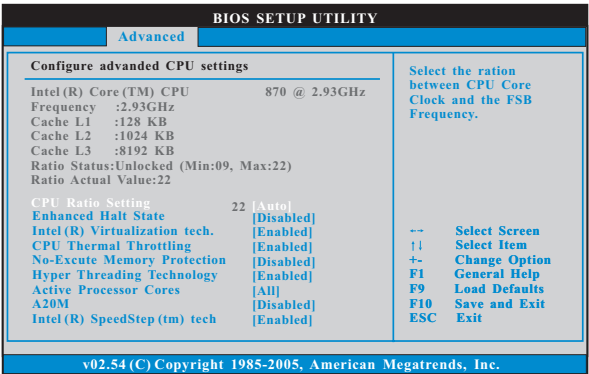 BIOS SETUP UTILITY
Advanced
Configure advanded CPU settings
Intel(R) Core(TM) CPU 870 @ 2.93GHz
Frequency :2.93GHz
Cache L1 :128 KB
Cache L2 :1024 KB
Cache L3 :8192 KB
Ratio Status:Unlocked (Min:09, Max:22)
Ratio Actual Value:22
CPU Ratio Setting 22 [Auto]
Enhanced Halt State [Disabled]
Intel(R) Virtualization tech. [Enabled]
CPU Thermal Throttling [Enabled]
No-Excute Memory Protection [Disabled]
Hyper Threading Technology [Enabled]
Active Processor Cores [All]
A20M [Disabled]
Intel(R) SpeedStep(tm) tech [Enabled]
Select the ration
between CPU Core
Clock and the FSB
Frequency.
←→ Select Screen
↑↓ Select Item
+- Change Option
F1 General Help
F9 Load Defaults
F10 Save and Exit
ESC Exit
v02.54 (C) Copyright 1985-2005, American Megatrends, Inc.